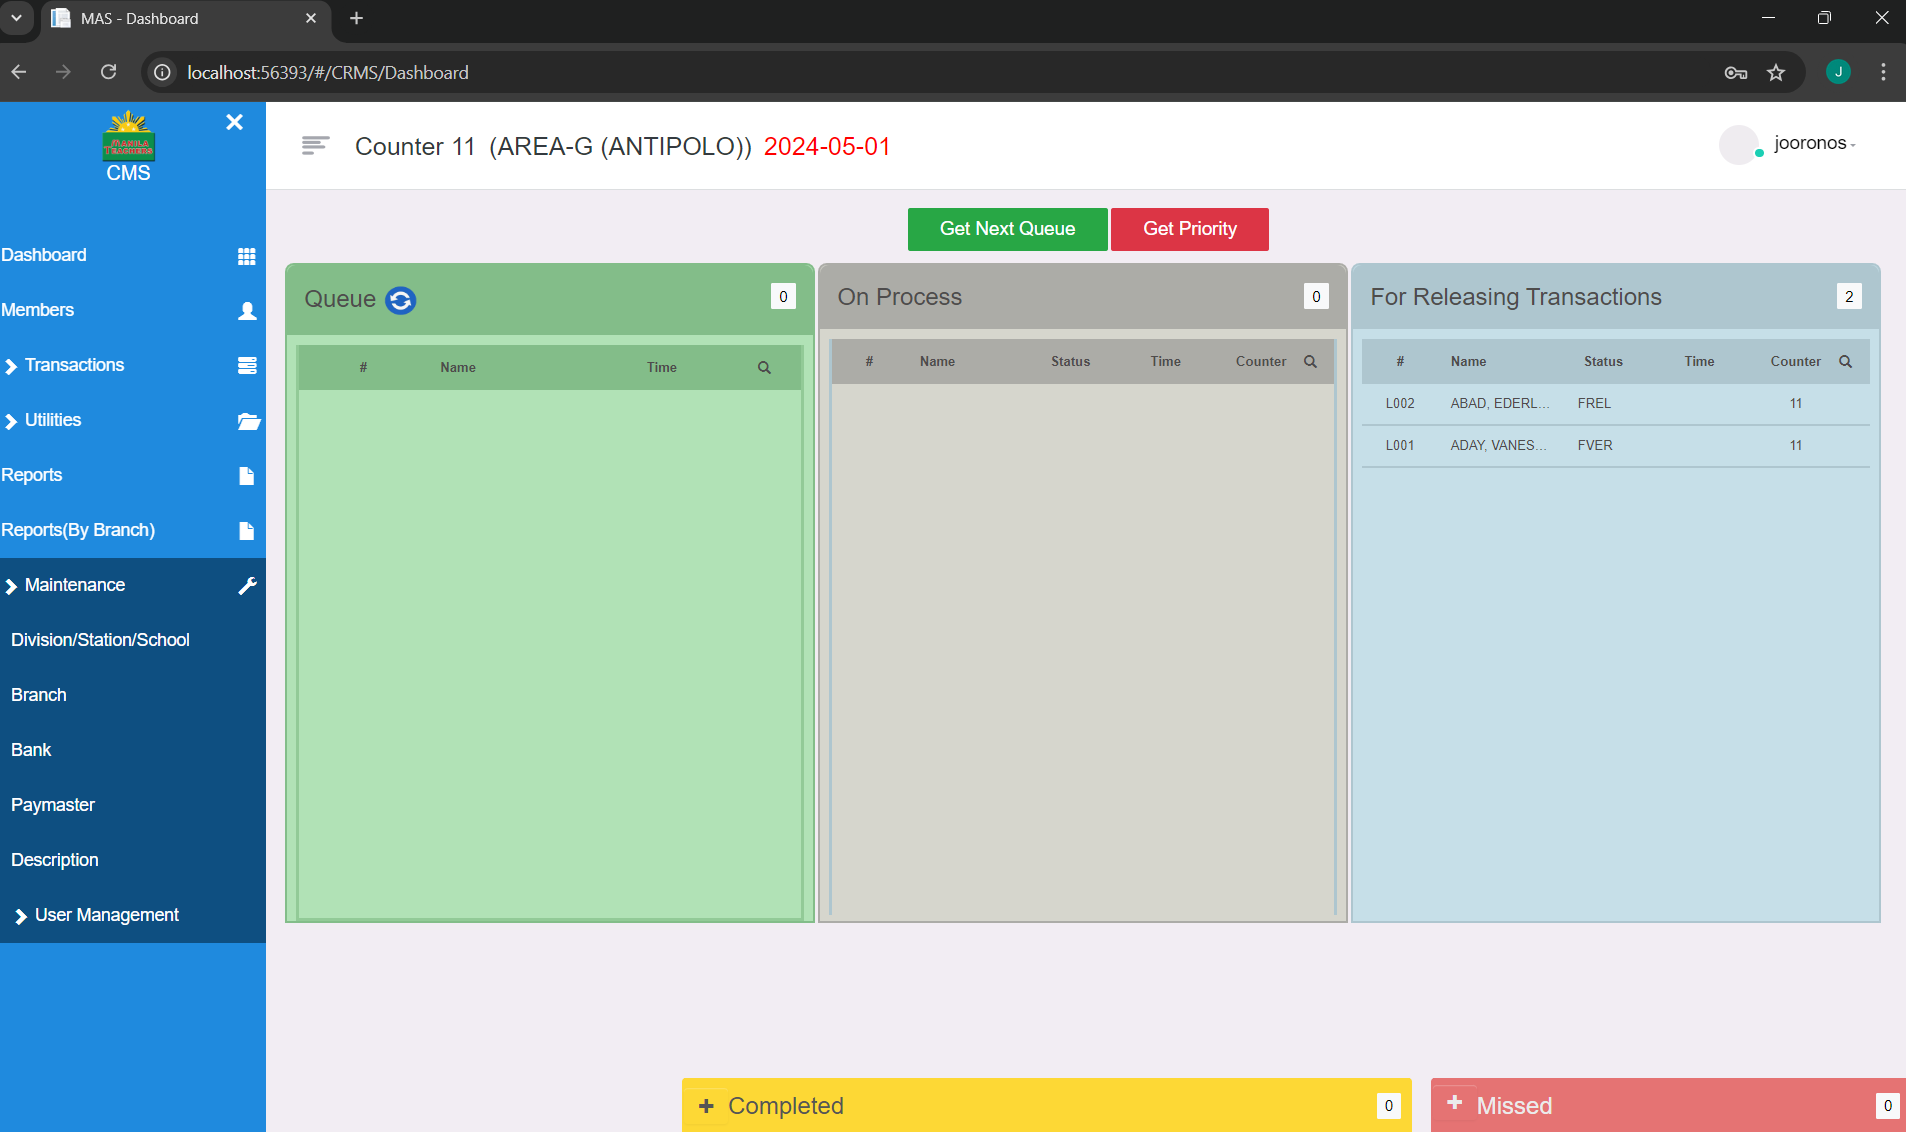 MAS - Dashboard
localhost:56393/#/CRMS/Dashboard
J
MANILA
TEACHERS
CMS
Counter 11 (AREA-G (ANTIPOLO)) 2024-05-01
jooronos
Dashboard
Members
Transactions
Utilities
Reports
Reports(By Branch)
Maintenance
Division/Station/School
Branch
Bank
Paymaster
Description
User Management
Get Next Queue
Get Priority
Queue 0
# Name Time
On Process 0
# Name Status Time Counter
For Releasing Transactions 2
# Name Status Time Counter
L002 ABAD, EDERL... FREL 11
L001 ADAY, VANES... FVER 11
+ Completed 0
+ Missed 0